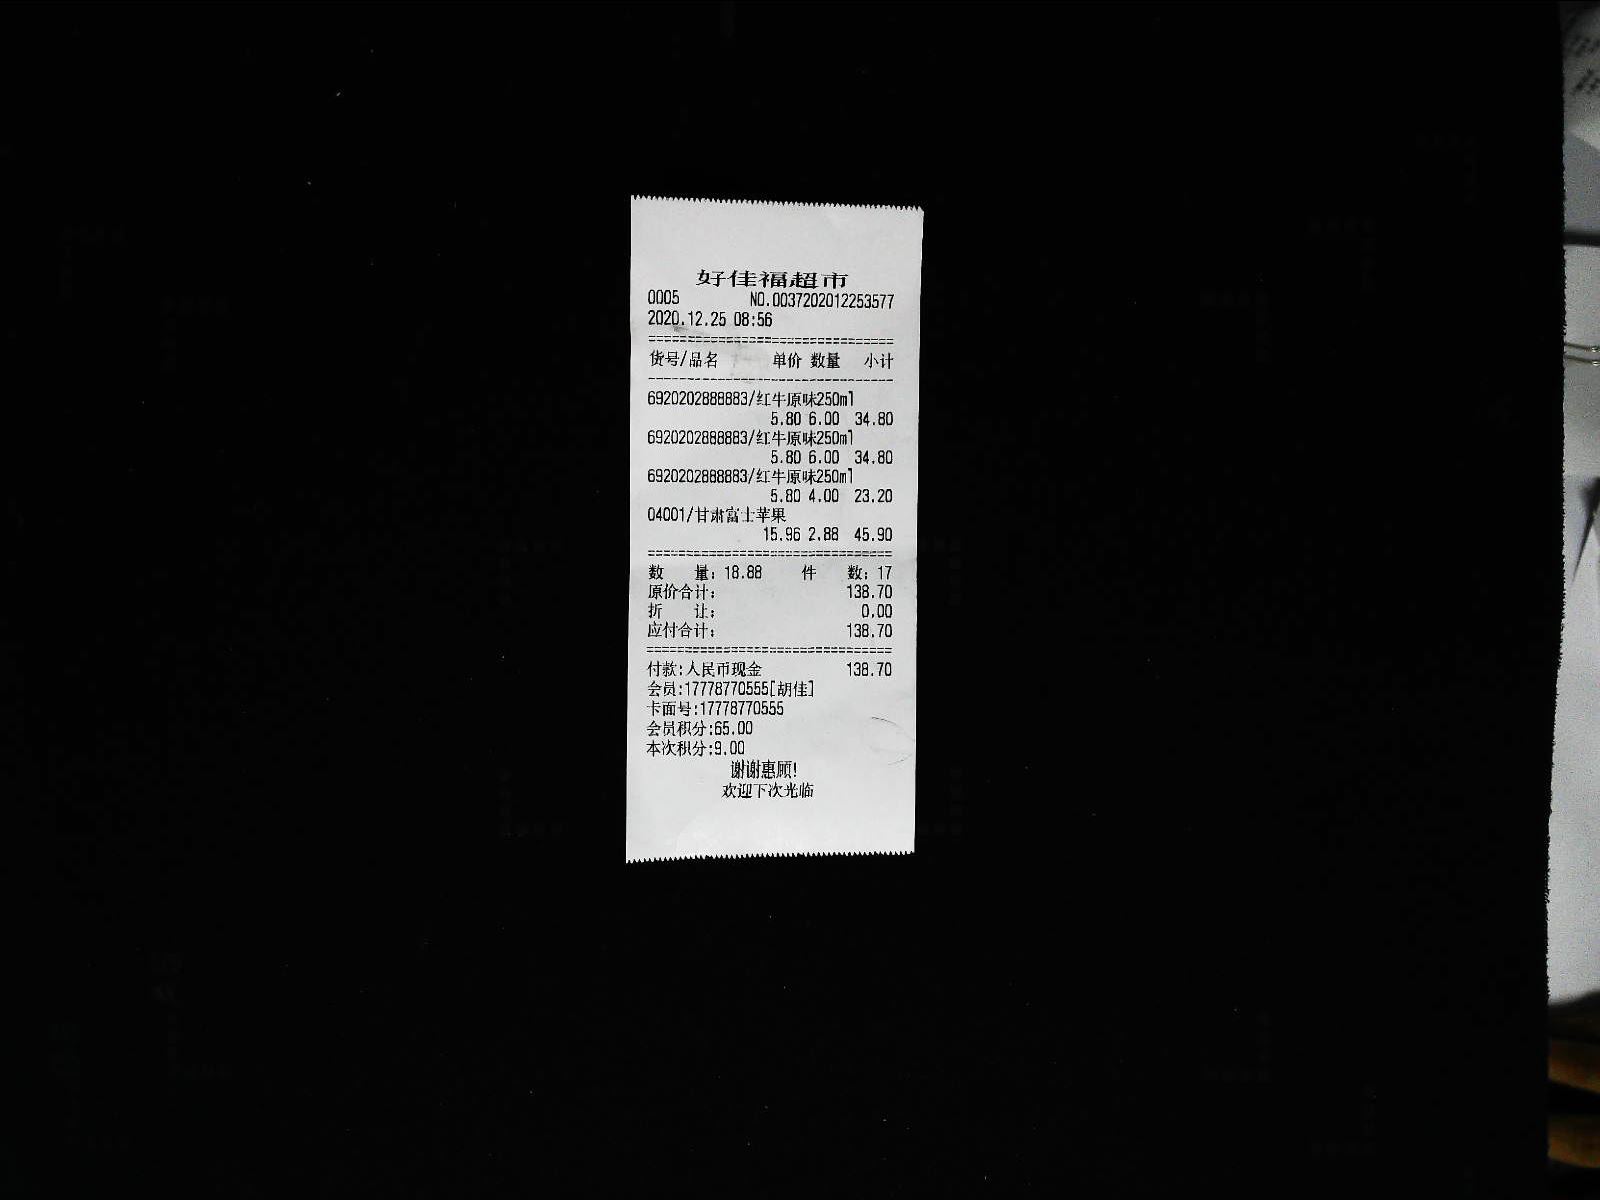 好佳福超市
0005 NO.0037202012253577
2020.12.25 08:56
================================
货号/品名 单价 数量 小计
--------------------------------
6920202888883/红牛原味250ml
5.80 6.00 34.80
6920202888883/红牛原味250ml
5.80 6.00 34.80
6920202888883/红牛原味250ml
5.80 4.00 23.20
04001/甘肃富士苹果
15.96 2.88 45.90
================================
数 量: 18.88 件 数: 17
原价合计: 138.70
折 让: 0.00
应付合计: 138.70
================================
付款:人民币现金 138.70
会员:17778770555[胡佳]
卡面号:17778770555
会员积分:65.00
本次积分:9.00
谢谢惠顾!
欢迎下次光临